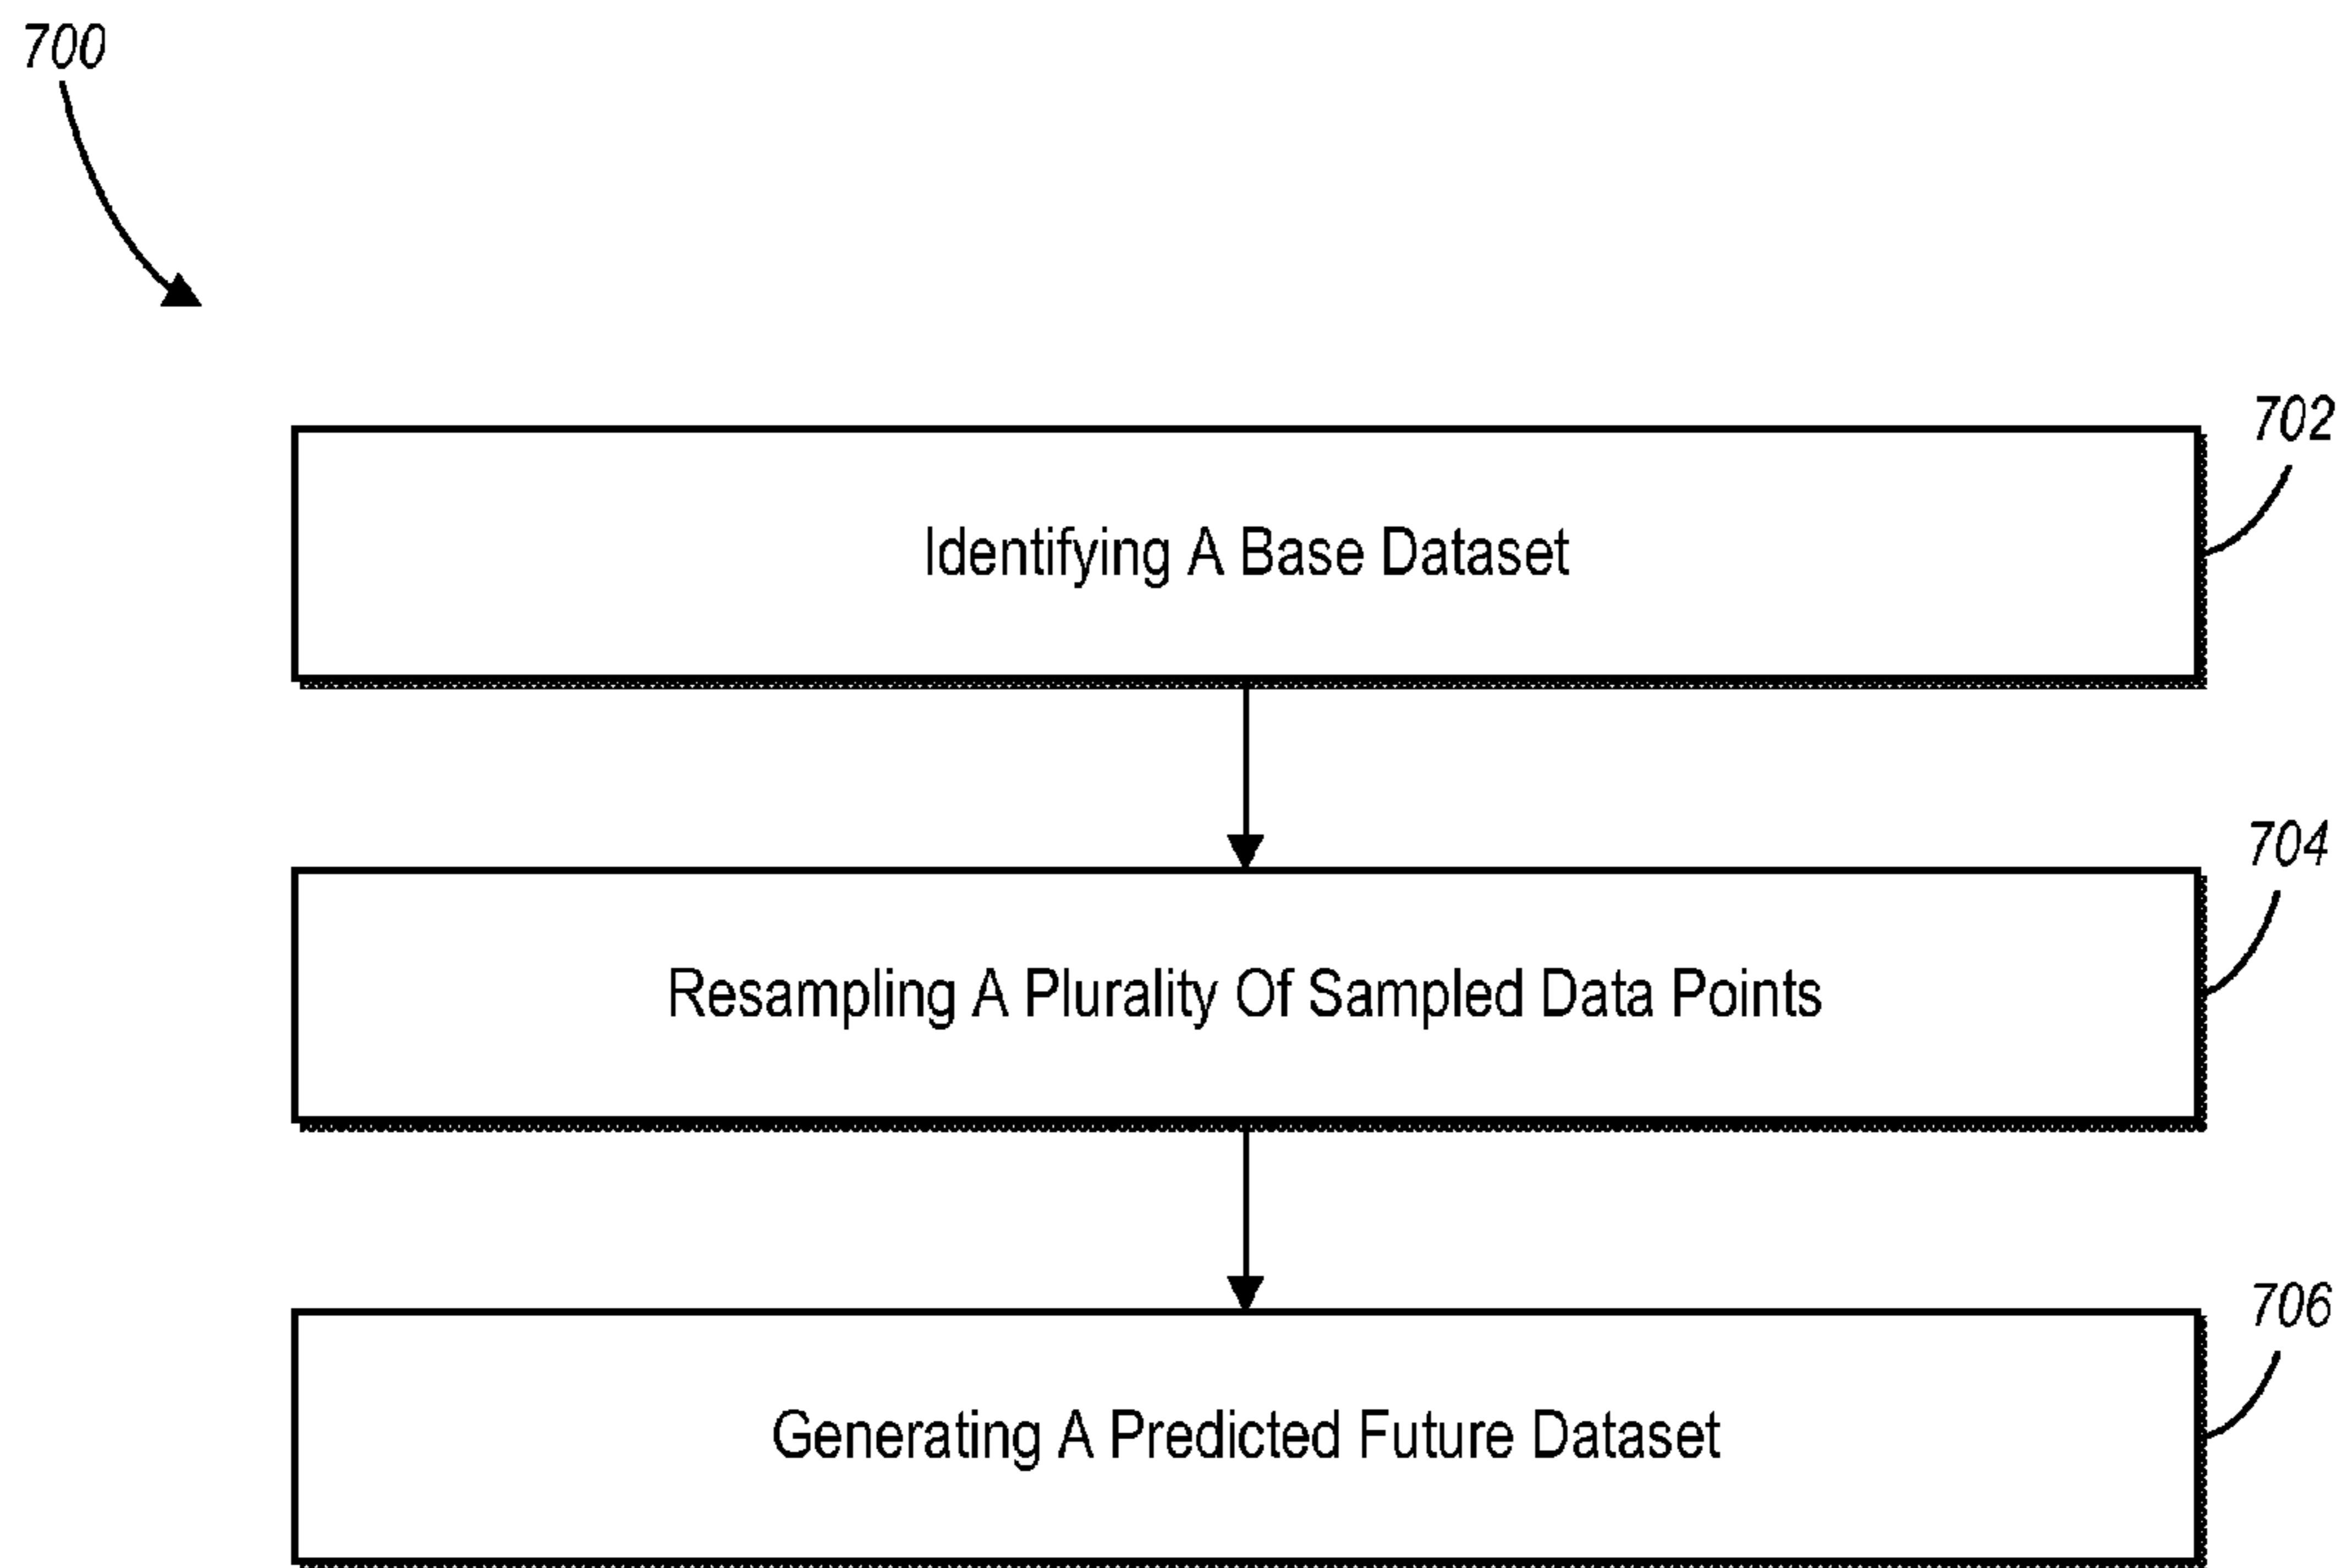 700
702
Identifying A Base Dataset
704
Resampling A Plurality Of Sampled Data Points
706
Generating A Predicted Future Dataset